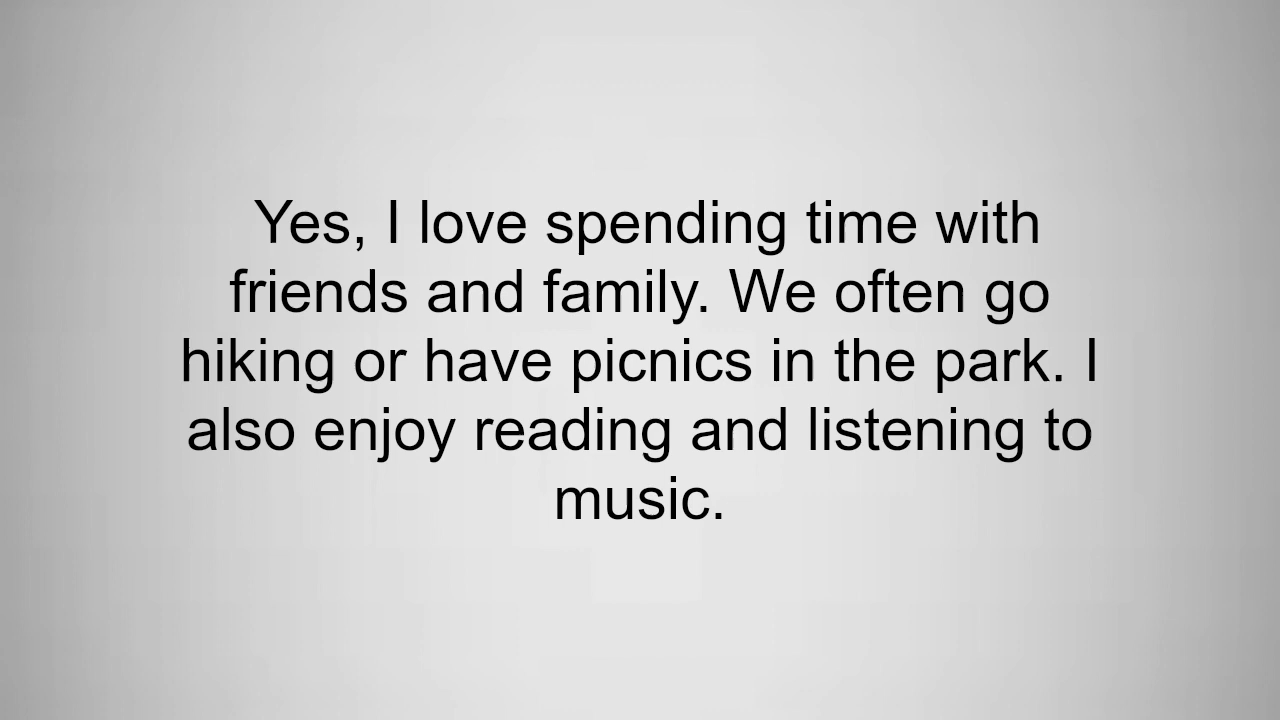 Yes, I love spending time with
friends and family. We often go
hiking or have picnics in the park. I
also enjoy reading and listening to
music.